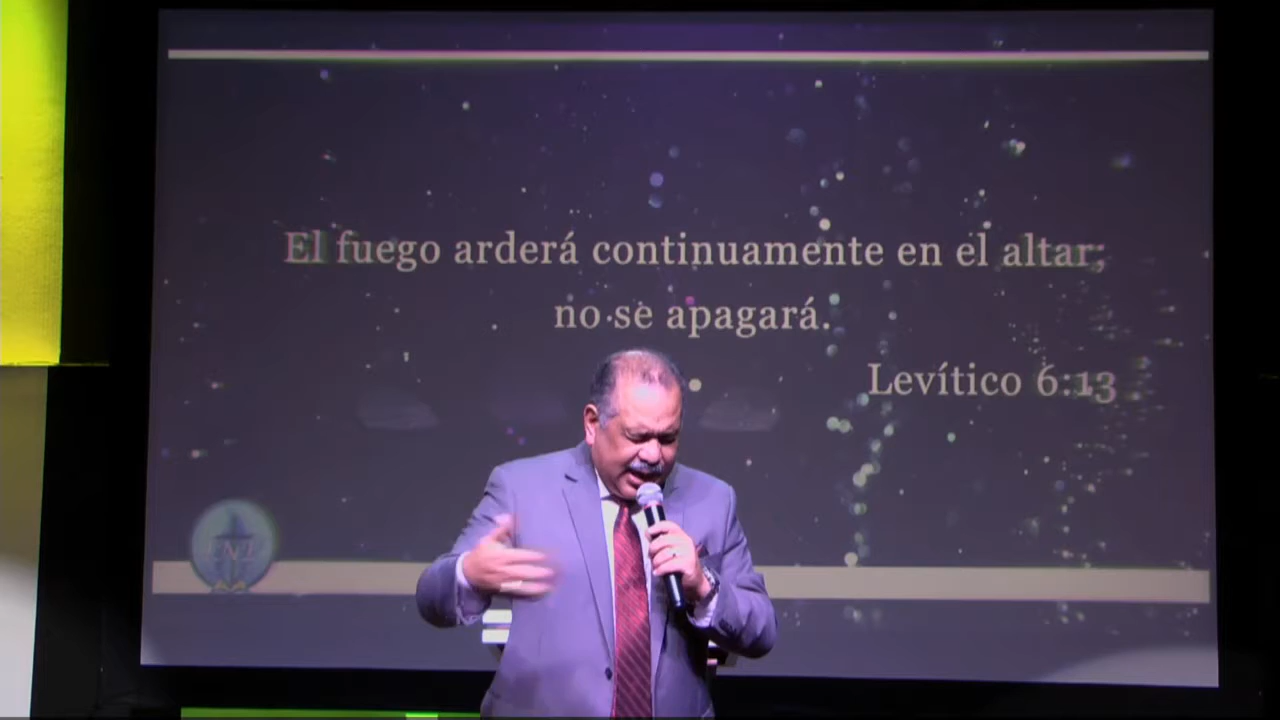 El fuego arderá continuamente en el altar;
no se apagará.
Levítico 6:13